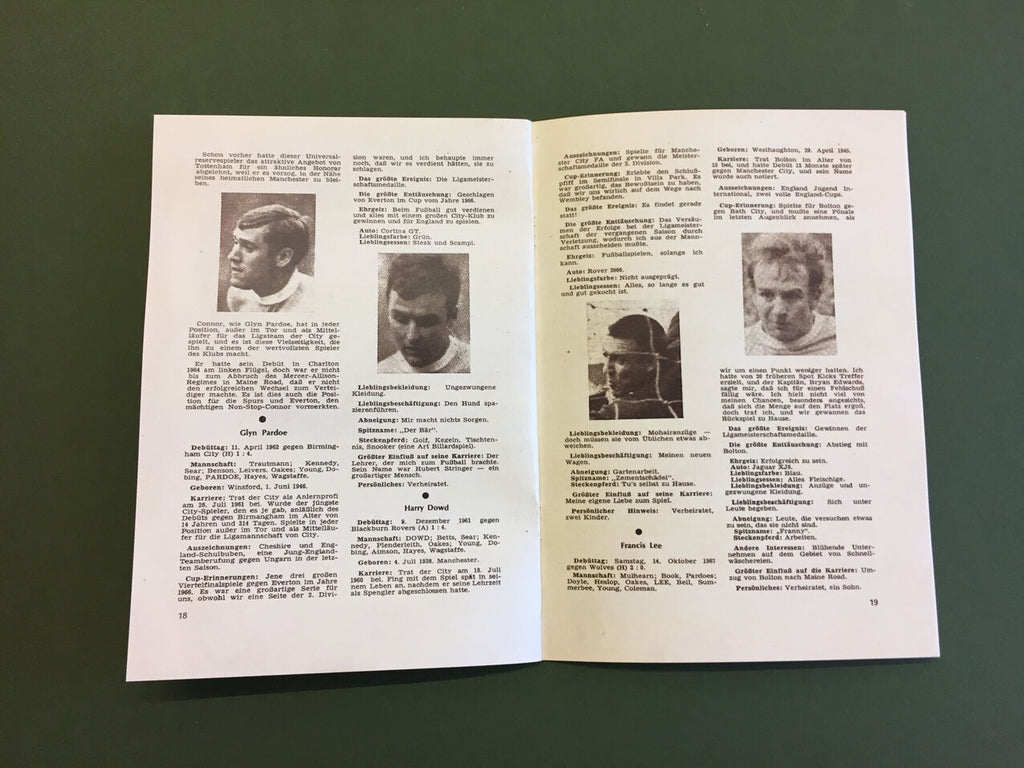 Schon vorher hatte dieser Universal-
reservespieler das attraktive Angebot von
Tottenham für ein ähnliches Honorar
abgelehnt, weil er es vorzog, in der Nähe
seines heimatlichen Manchester zu blei-
ben.
Connor, wie Glyn Pardoe, hat in jeder
Position, außer im Tor und als Mittel-
läufer für das Ligateam der City ge-
spielt, und es ist diese Vielseitigkeit, die
ihn zu einem der wertvollsten Spieler
des Klubs macht.
Er hatte sein Debüt in Charlton
1964 am linken Flügel, doch war er nicht
bis zum Abbruch des Mercer-Allison-
Regimes in Maine Road, daß er nicht
den erfolgreichen Wechsel zum Vertei-
diger machte. Es ist dies auch die Posi-
tion für die Spurs und Everton, den
mächtigen Non-Stop-Connor vormerkten.
Glyn Pardoe
Debüttag: 11. April 1962 gegen Birming-
ham City (H) 1 : 4.
Mannschaft: Trautmann; Kennedy,
Sear; Benson, Leivers, Oakes; Young, Do-
bing, PARDOE, Hayes, Wagstaffe.
Geboren: Winsford, 1. Juni 1946.
Karriere: Trat der City als Anlernprofi
am 26. Juli 1961 bei. Wurde der jüngste
City-Spieler, den es je gab, anläßlich des
Debüts gegen Birmangham im Alter von
14 Jahren und 314 Tagen. Spielte in jeder
Position außer im Tor und als Mittelläu-
fer für die Ligamannschaft von City.
Auszeichnungen: Cheshire und Eng-
land-Schulbuben, eine Jung-England-
Teamberufung gegen Ungarn in der letz-
ten Saison.
Cup-Erinnerungen: Jene drei großen
Viertelfinalspiele gegen Everton im Jahre
1966. Es war eine großartige Serie für
uns, obwohl wir eine Seite der 2. Divi-
18
sion waren, und ich behaupte immer
noch, daß wir es verdient hätten, sie zu
schlagen.
Das größte Ereignis: Die Ligameister-
schaftsmedaille.
Die größte Enttäuschung: Geschlagen
von Everton im Cup vom Jahre 1966.
Ehrgeiz: Beim Fußball gut verdienen
und alles mit einem großen City-Klub zu
gewinnen und für England zu spielen.
Auto: Cortina GT.
Lieblingsfarbe: Grün.
Lieblingsessen: Steak und Scampi.
Lieblingsbekleidung: Ungezwungene
Kleidung.
Lieblingsbeschäftigung: Den Hund spa-
zierenführen.
Abneigung: Mir macht nichts Sorgen.
Spitzname: „Der Bär“.
Steckenpferd: Golf, Kegeln, Tischten-
nis, Snooker (eine Art Billardspiel).
Größter Einfluß auf seine Karriere: Der
Lehrer, der mich zum Fußball brachte.
Sein Name war Hubert Stringer — ein
großartiger Mensch.
Persönliches: Verheiratet.
Harry Dowd
Debüttag: 9. Dezember 1961 gegen
Blackburn Rovers (A) 1 : 4.
Mannschaft: DOWD; Betts, Sear; Ken-
nedy, Plenderleith, Oakes; Young, Do-
bing, Aimson, Hayes, Wagstaffe.
Geboren: 4. Juli 1938. Manchester.
Karriere: Trat der City am 18. Juli
1960 bei. Fing mit dem Spiel spät in sei-
nem Leben an, nachdem er seine Lehrzeit
als Spengler abgeschlossen hatte.
Auszeichnungen: Spielte für Manche-
ster City FA und gewann die Meister-
schaftsmedaille der 2. Division.
Cup-Erinnerung: Erlebte den Schluß-
pfiff im Semifinale in Villa Park. Es
war großartig, das Bewußtsein zu haben,
daß wir uns wirlich auf dem Wege nach
Wembley befanden.
Das größte Ereignis: Es findet gerade
statt!
Die größte Enttäuschung: Das Versäu-
men der Erfolge bei der Ligameister-
schaft der vergangenen Saison durch
Verletzung, wodurch ich aus der Mann-
schaft ausscheiden mußte.
Ehrgeiz: Fußballspielen, solange ich
kann.
Auto: Rover 2000.
Lieblingsfarbe: Nicht ausgeprägt.
Lieblingsessen: Alles, so lange es gut
und gut gekocht ist.
Lieblingsbekleidung: Mohairanzüge —
doch müssen sie vom Üblichen etwas ab-
weichen.
Lieblingsbeschäftigung: Meinen neuen
Wagen.
Abneigung: Gartenarbeit.
Spitzname: „Zementschädel“.
Steckenpferd: Tu's selbst zu Hause.
Größter Einfluß auf seine Karriere:
Meine eigene Liebe zum Spiel.
Persönlicher Hinweis: Verheiratet,
zwei Kinder.
Francis Lee
Debüttag: Samstag, 14. Oktober 1967
gegen Wolves (H) 2 : 0.
Mannschaft: Mulhearn; Book, Pardoes;
Doyle, Heslop, Oakes, LEE, Bell, Sum-
merbee, Young, Coleman.
Geboren: Westhaughton, 29. April 1945.
Karriere: Trat Bolton im Alter von
15 bei, und hatte Debüt 12 Monate später
gegen Manchester City, und sein Name
wurde auch notiert.
Auszeichnungen: England Jugend In-
ternational, zwei volle England-Cups.
Cup-Erinnerung: Spielte für Bolton ge-
gen Bath City, und mußte eine Pönale
im letzten Augenblick annehmen, als
wir um einen Punkt weniger hatten. Ich
hatte von 20 früheren Spot Kicks Treffer
erzielt, und der Kapitän, Bryan Edwards,
sagte mir, daß ich für einen Fehlschuß
fällig wäre. Ich hielt nicht viel von
meinen Chancen, besonders angesichts,
daß sich die Menge auf den Platz ergoß,
doch traf ich, und wir gewannen das
Rückspiel zu Hause.
Das größte Ereignis: Gewinnen der
Ligameisterschaftsmedaille.
Die größte Enttäuschung: Abstieg mit
Bolton.
Ehrgeiz: Erfolgreich zu sein.
Auto: Jaguar XJ6.
Lieblingsfarbe: Blau.
Lieblingsessen: Alles Fleischige.
Lieblingsbekleidung: Anzüge und un-
gezwungene Kleidung.
Lieblingsbeschäftigung: Sich unter
Leute begeben.
Abneigung: Leute, die versuchen etwas
zu sein, das sie nicht sind.
Spitzname: „Franny“.
Steckenpferd: Arbeiten.
Andere Interessen: Blühende Unter-
nehmen auf dem Gebiet von Schnell-
wäschereien.
Größter Einfluß auf die Karriere: Um-
zug von Bolton nach Maine Road.
Persönliches: Verheiratet, ein Sohn.
19